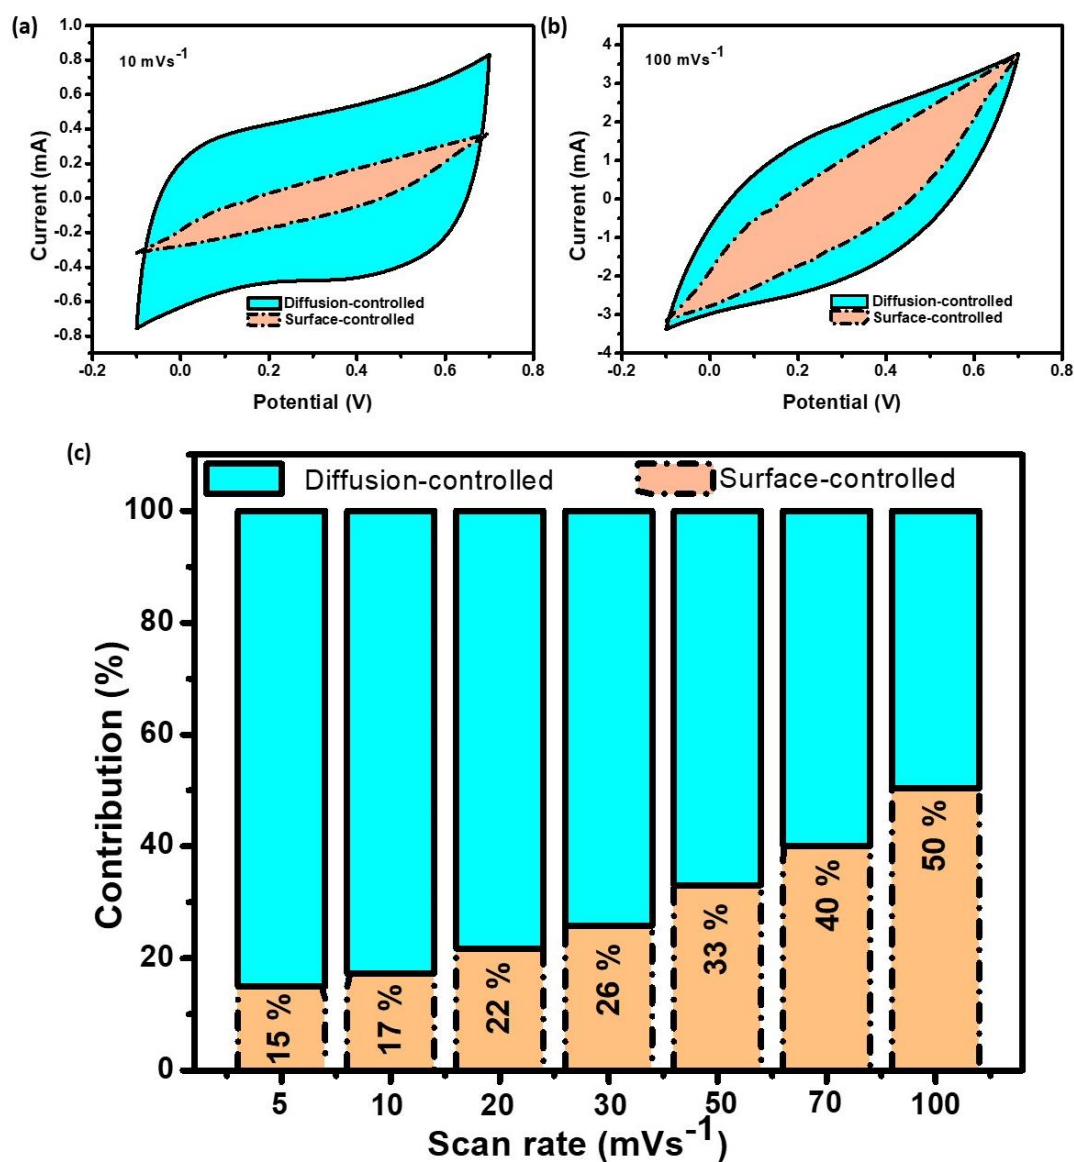 (a)
10 mVs-1
Current (mA)
1.0
0.8
0.6
0.4
0.2
0.0
-0.2
-0.4
-0.6
-0.8
Diffusion-controlled
Surface-controlled
-0.2 0.0 0.2 0.4 0.6 0.8
Potential (V)
(b)
100 mVs-1
Current (mA)
4
3
2
1
0
-1
-2
-3
-4
Diffusion-controlled
Surface-controlled
-0.2 0.0 0.2 0.4 0.6 0.8
Potential (V)
(c)
Diffusion-controlled
Surface-controlled
Contribution (%)
100
80
60
40
20
0
15 %
17 %
22 %
26 %
33 %
40 %
50 %
5 10 20 30 50 70 100
Scan rate (mVs-1)